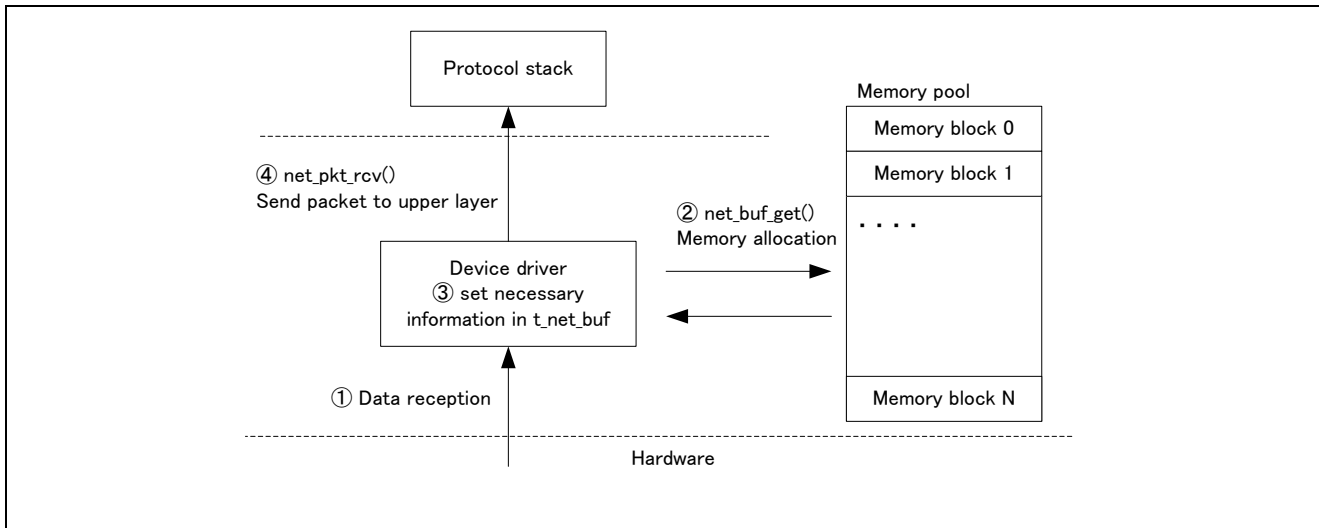 Protocol stack
Memory pool
Memory block 0
Memory block 1
. . . .
Memory block N
④ net_pkt_rcv()
Send packet to upper layer
② net_buf_get()
Memory allocation
Device driver
③ set necessary
information in t_net_buf
① Data reception
Hardware